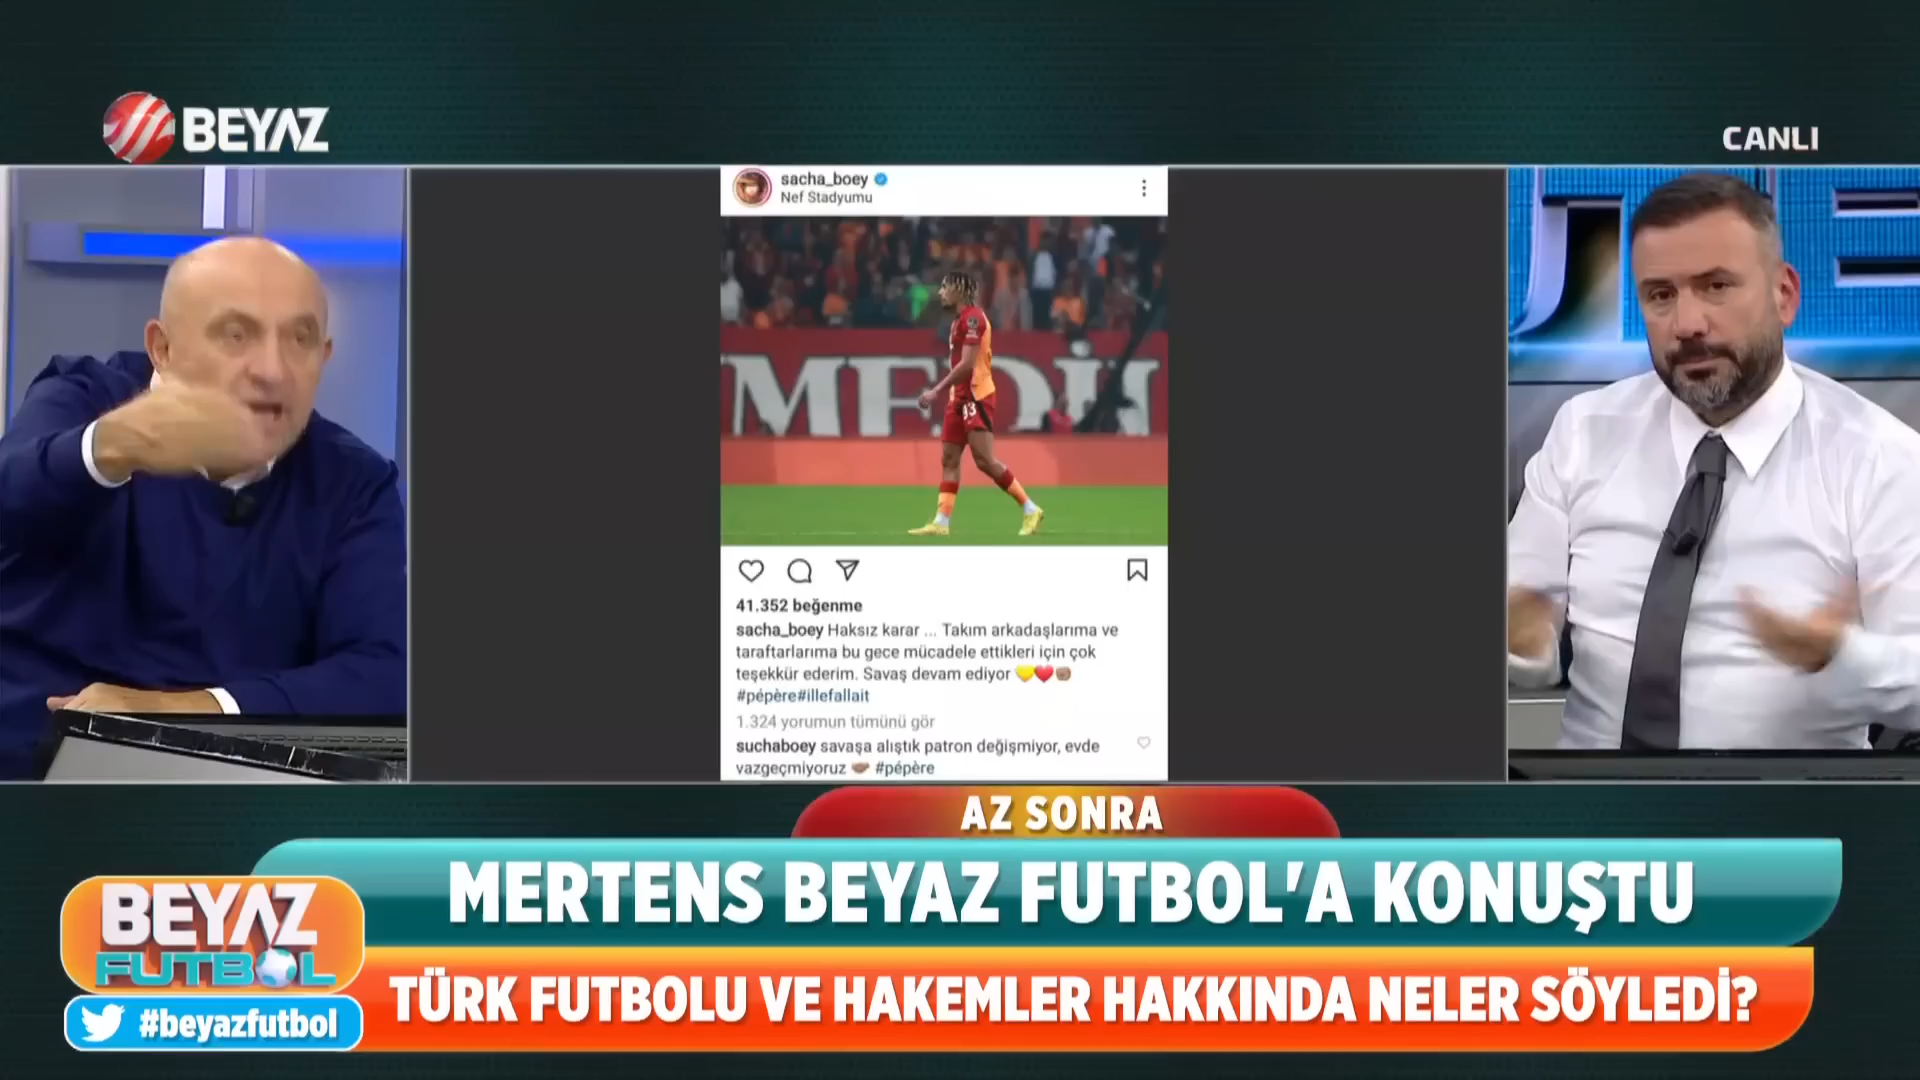 BEYAZ
CANLI
sacha_boey
Nef Stadyumu
MEDİ
93
41.352 beğenme
sacha_boey Haksız karar ... Takım arkadaşlarıma ve
taraftarlarıma bu gece mücadele ettikleri için çok
teşekkür ederim. Savaş devam ediyor 💛❤️✊🏽
#pépère#illefallait
1.324 yorumun tümünü gör
suchaboey savaşa alıştık patron değişmiyor, evde
vazgeçmiyoruz 🤝🏽 #pépère
AZ SONRA
MERTENS BEYAZ FUTBOL'A KONUŞTU
BEYAZ
FUTBOL
TÜRK FUTBOLU VE HAKEMLER HAKKINDA NELER SÖYLEDİ?
#beyazfutbol